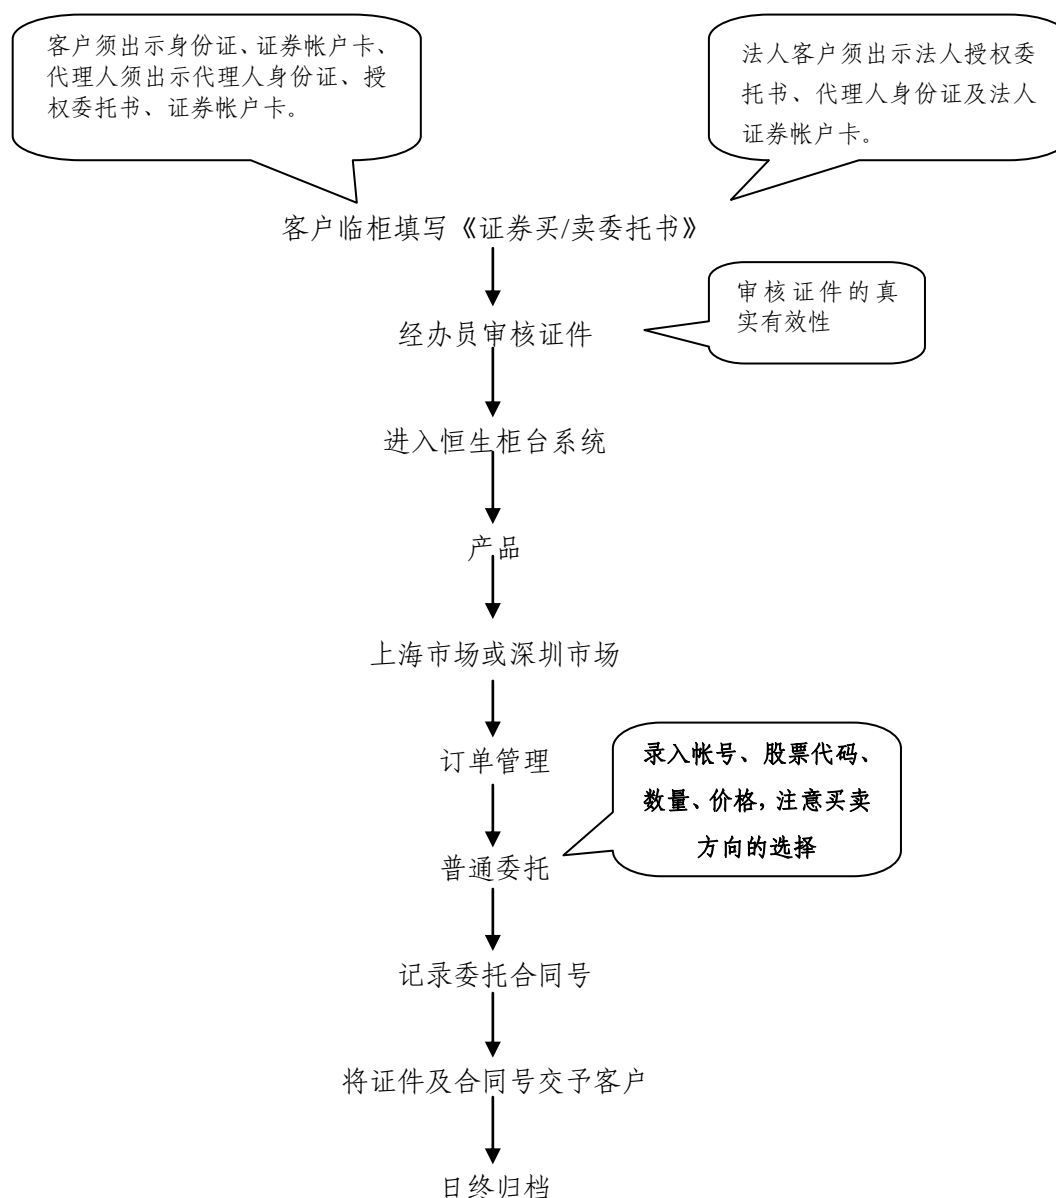 客户须出示身份证、证券帐户卡、
代理人须出示代理人身份证、授
权委托书、证券帐户卡。
法人客户须出示法人授权委
托书、代理人身份证及法人
证券帐户卡。
客户临柜填写《证券买/卖委托书》
审核证件的真
实有效性
经办员审核证件
进入恒生柜台系统
产品
上海市场或深圳市场
订单管理
录入帐号、股票代码、
数量、价格，注意买卖
方向的选择
普通委托
记录委托合同号
将证件及合同号交予客户
日终归档